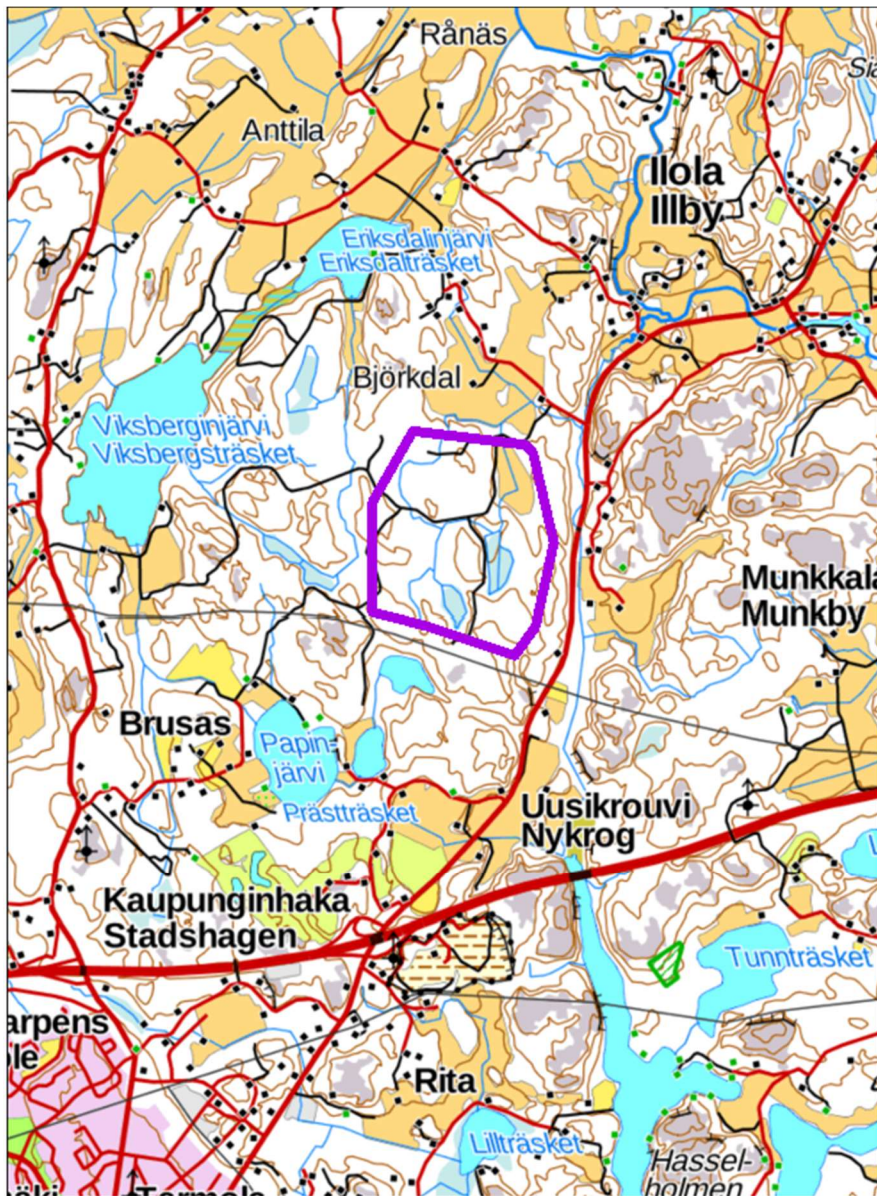 Rånäs
Anttila
Ilola
Illby
Eriksdalinjärvi
Eriksdalträsket
Björkdal
Viksberginjärvi
Viksbergsträsket
Munkby
Brusas
Papin-
järvi
Prästträsket
Uusikrouvi
Nykrog
Kaupunginhaka
Stadshagen
Tunnträsket
Rita
Lillträsket
Hassel-
holmen